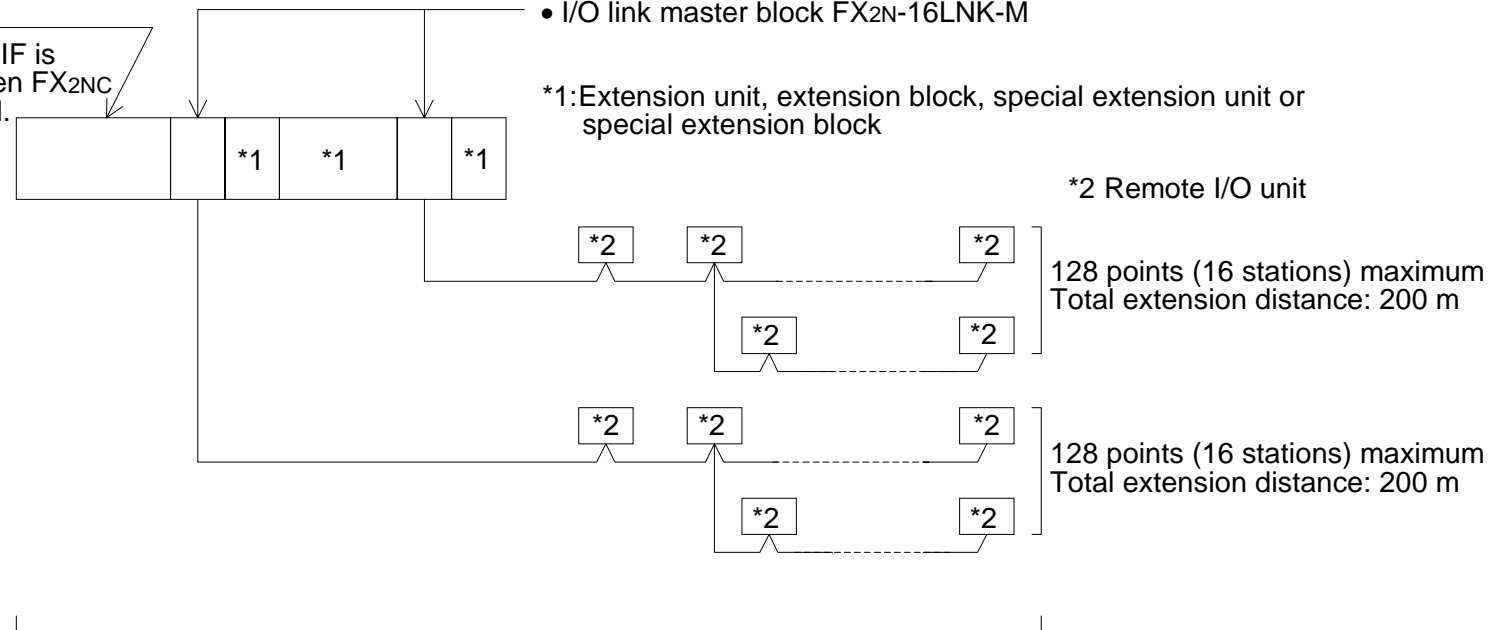 • I/O link master block FX2N-16LNK-M
IF is
en FX2NC
*1:Extension unit, extension block, special extension unit or
special extension block
*1 *1 *1
*2 Remote I/O unit
*2 *2 *2
128 points (16 stations) maximum
Total extension distance: 200 m
*2 *2
*2 *2 *2
128 points (16 stations) maximum
Total extension distance: 200 m
*2 *2